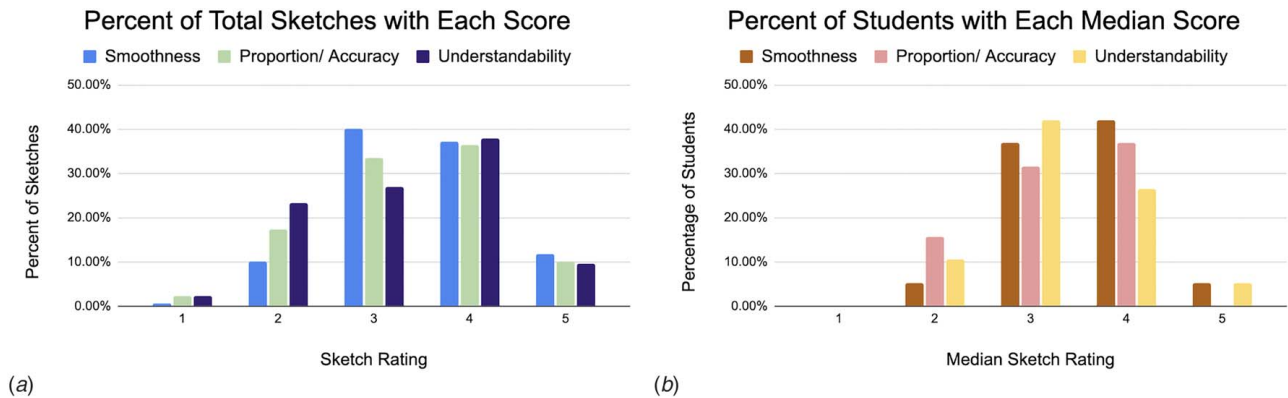 Percent of Total Sketches with Each Score
Smoothness Proportion/ Accuracy Understandability
50.00%
40.00%
30.00%
20.00%
10.00%
0.00%
Percent of Sketches
1 2 3 4 5
Sketch Rating
(a)
Percent of Students with Each Median Score
Smoothness Proportion/ Accuracy Understandability
50.00%
40.00%
30.00%
20.00%
10.00%
0.00%
Percentage of Students
1 2 3 4 5
Median Sketch Rating
(b)